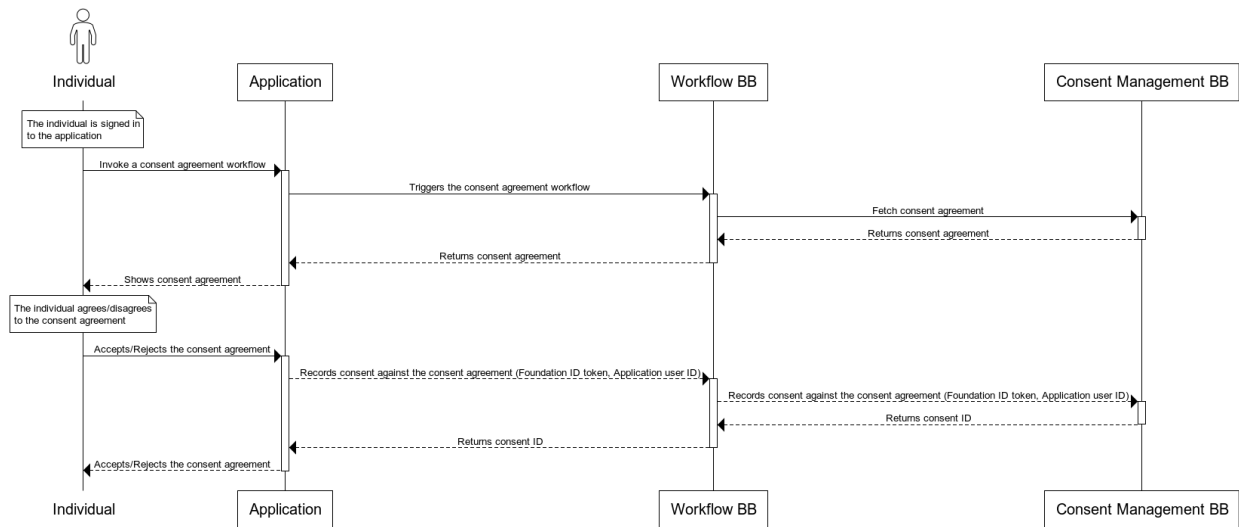 Individual
Application
Workflow BB
Consent Management BB
The individual is signed in
to the application
Invoke a consent agreement workflow
Triggers the consent agreement workflow
Fetch consent agreement
Returns consent agreement
Returns consent agreement
Shows consent agreement
The individual agrees/disagrees
to the consent agreement
Accepts/Rejects the consent agreement
Records consent against the consent agreement (Foundation ID token, Application user ID)
Records consent against the consent agreement (Foundation ID token, Application user ID)
Returns consent ID
Returns consent ID
Accepts/Rejects the consent agreement
Individual
Application
Workflow BB
Consent Management BB